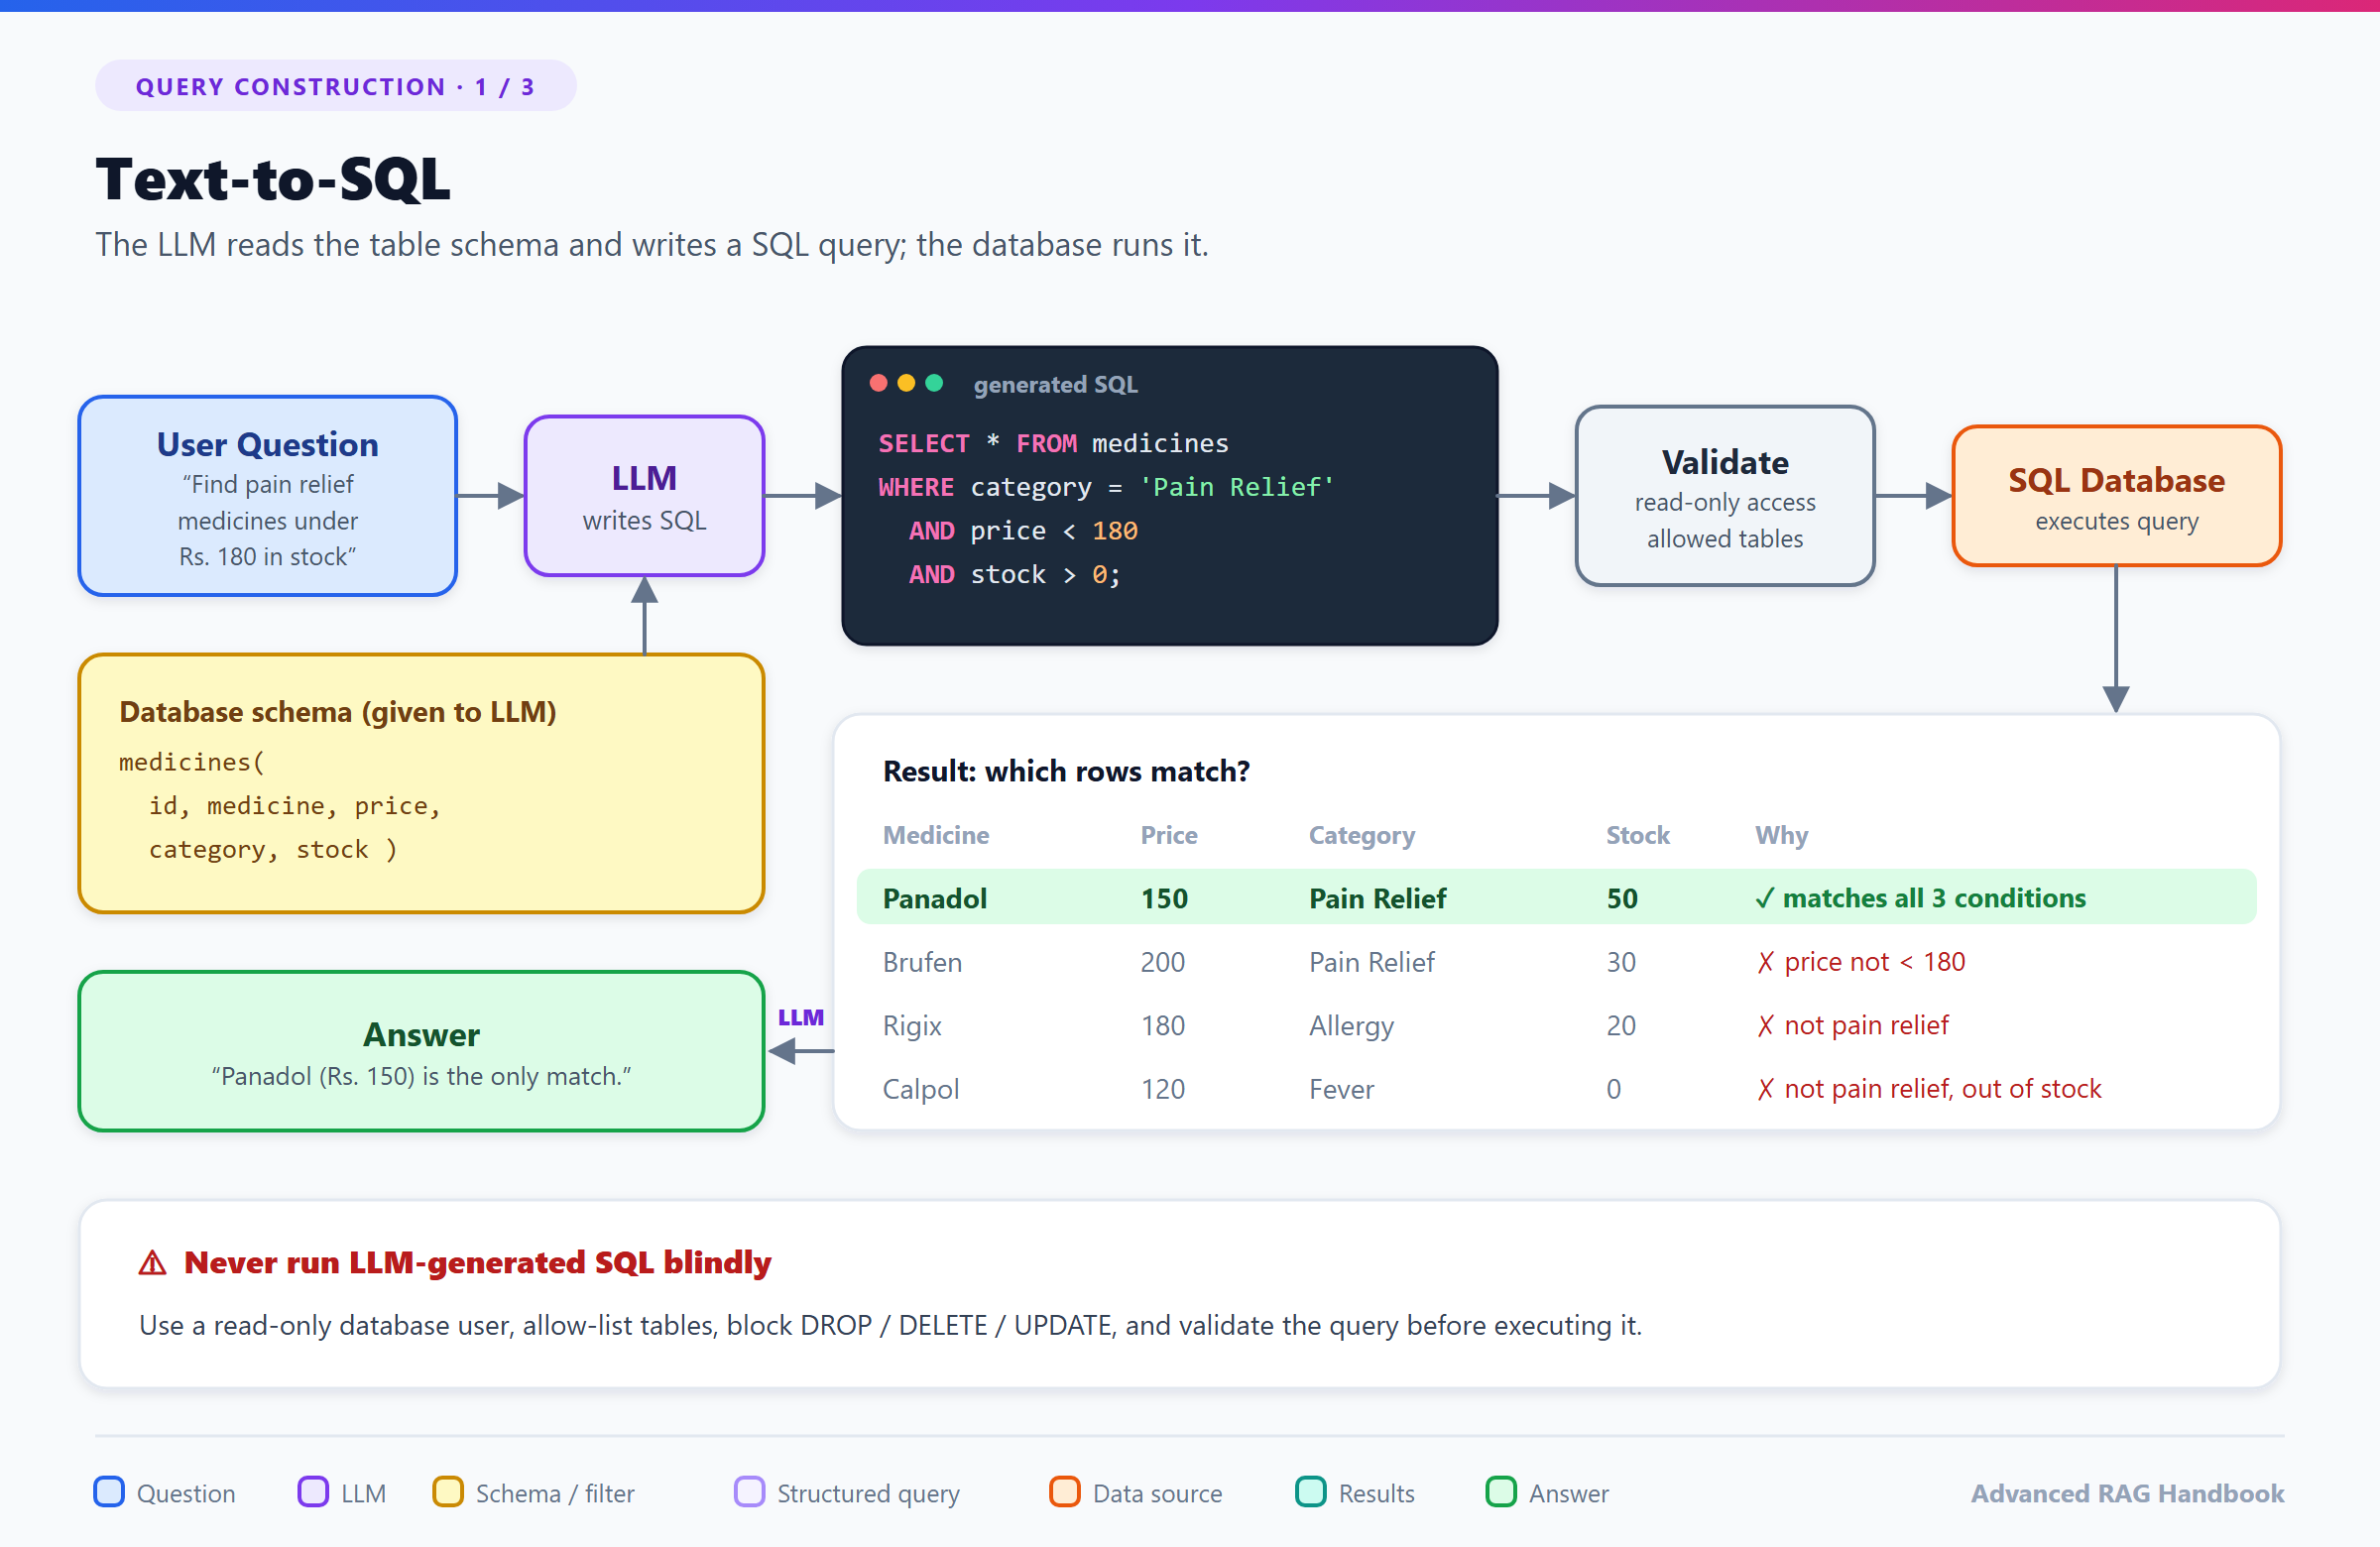 QUERY CONSTRUCTION · 1 / 3
Text-to-SQL
The LLM reads the table schema and writes a SQL query; the database runs it.
User Question
“Find pain relief
medicines under
Rs. 180 in stock”
LLM
writes SQL
generated SQL
SELECT * FROM medicines
WHERE category = 'Pain Relief'
AND price < 180
AND stock > 0;
Validate
read-only access
allowed tables
SQL Database
executes query
Database schema (given to LLM)
medicines(
id, medicine, price,
category, stock )
Result: which rows match?
Medicine Price Category Stock Why
Panadol 150 Pain Relief 50 ✓ matches all 3 conditions
Brufen 200 Pain Relief 30 ✗ price not < 180
Rigix 180 Allergy 20 ✗ not pain relief
Calpol 120 Fever 0 ✗ not pain relief, out of stock
LLM
Answer
“Panadol (Rs. 150) is the only match.”
⚠ Never run LLM-generated SQL blindly
Use a read-only database user, allow-list tables, block DROP / DELETE / UPDATE, and validate the query before executing it.
Question LLM Schema / filter Structured query Data source Results Answer Advanced RAG Handbook